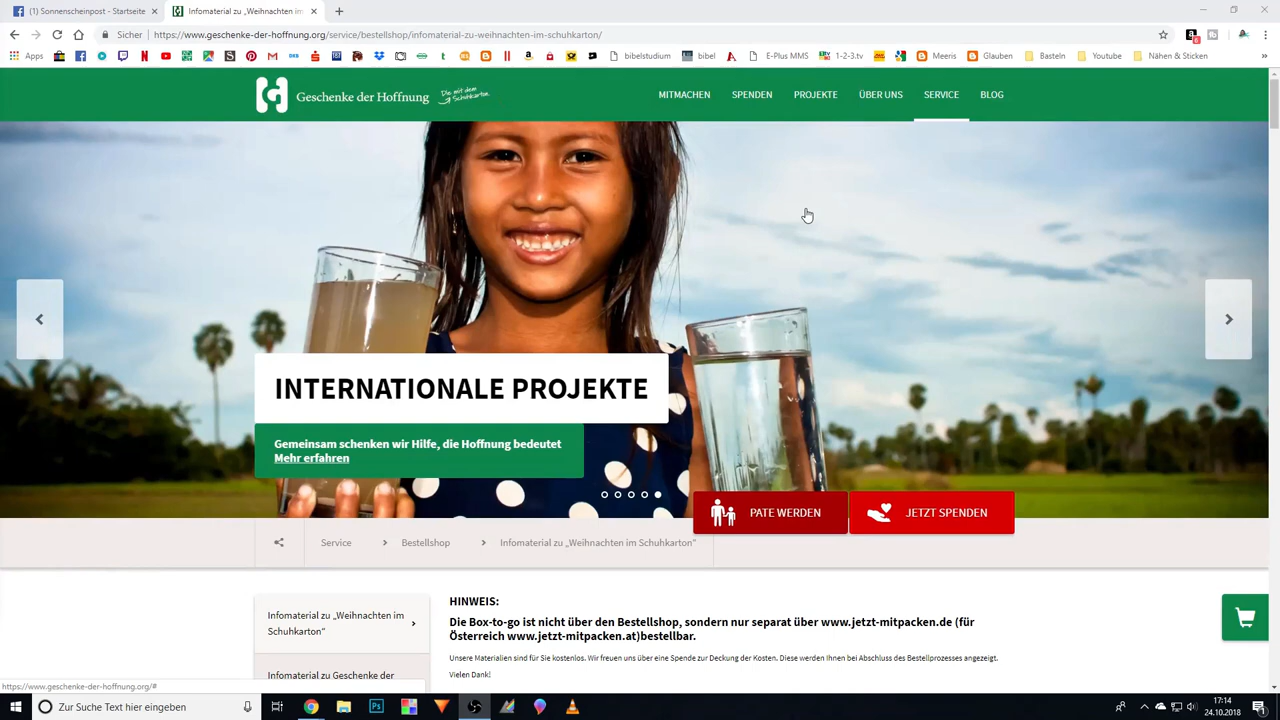 (1) Sonnenscheinpost - Startseite
Infomaterial zu „Weihnachten im
Sicher
https://www.geschenke-der-hoffnung.org/service/bestellshop/infomaterial-zu-weihnachten-im-schuhkarton/
Apps
bibelstudium
bibel
E-Plus MMS
1-2-3.tv
Meeris
Glauben
Basteln
Youtube
Nähen & Sticken
Geschenke der Hoffnung
Die mit dem
Schuhkarton.
MITMACHEN
SPENDEN
PROJEKTE
ÜBER UNS
SERVICE
BLOG
INTERNATIONALE PROJEKTE
Gemeinsam schenken wir Hilfe, die Hoffnung bedeutet
Mehr erfahren
PATE WERDEN
JETZT SPENDEN
Service
Bestellshop
Infomaterial zu „Weihnachten im Schuhkarton"
Infomaterial zu „Weihnachten im
Schuhkarton"
Infomaterial zu Geschenke der
HINWEIS:
Die Box-to-go ist nicht über den Bestellshop, sondern nur separat über www.jetzt-mitpacken.de (für
Österreich www.jetzt-mitpacken.at)bestellbar.
Unsere Materialien sind für Sie kostenlos. Wir freuen uns über eine Spende zur Deckung der Kosten. Diese werden Ihnen bei Abschluss des Bestellprozesses angezeigt.
Vielen Dank!
https://www.geschenke-der-hoffnung.org/#
Zur Suche Text hier eingeben
17:14
24.10.2018